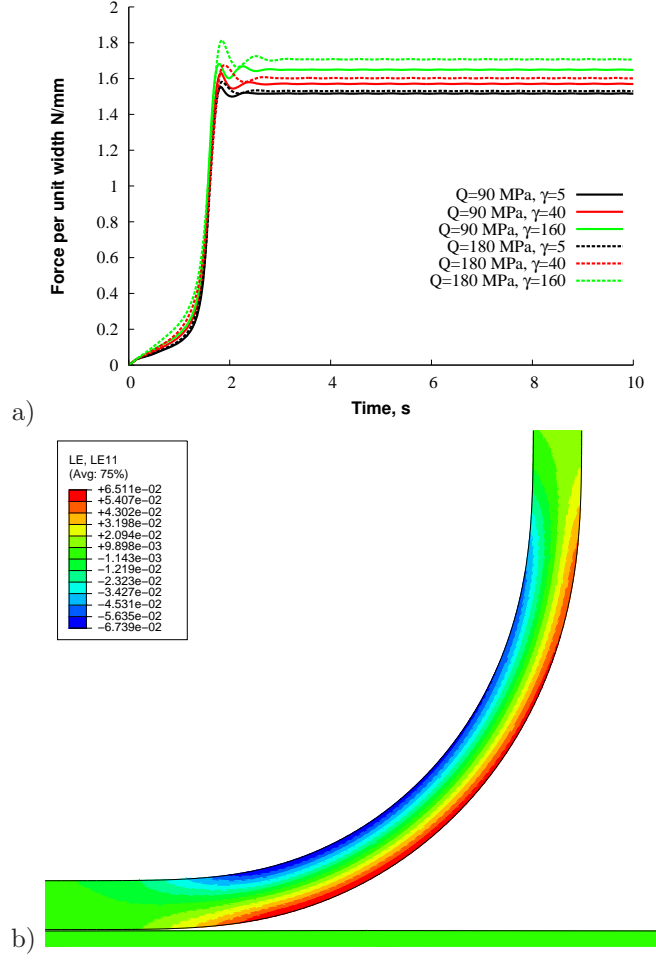 2
1.8
1.6
1.4
1.2
1
0.8
0.6
0.4
0.2
0
Force per unit width N/mm
Q=90 MPa, γ=5
Q=90 MPa, γ=40
Q=90 MPa, γ=160
Q=180 MPa, γ=5
Q=180 MPa, γ=40
Q=180 MPa, γ=160
0 2 4 6 8 10
Time, s
a)
LE, LE11
(Avg: 75%)
+6.511e−02
+5.407e−02
+4.302e−02
+3.198e−02
+2.094e−02
+9.898e−03
−1.143e−03
−1.219e−02
−2.323e−02
−3.427e−02
−4.531e−02
−5.635e−02
−6.739e−02
b)